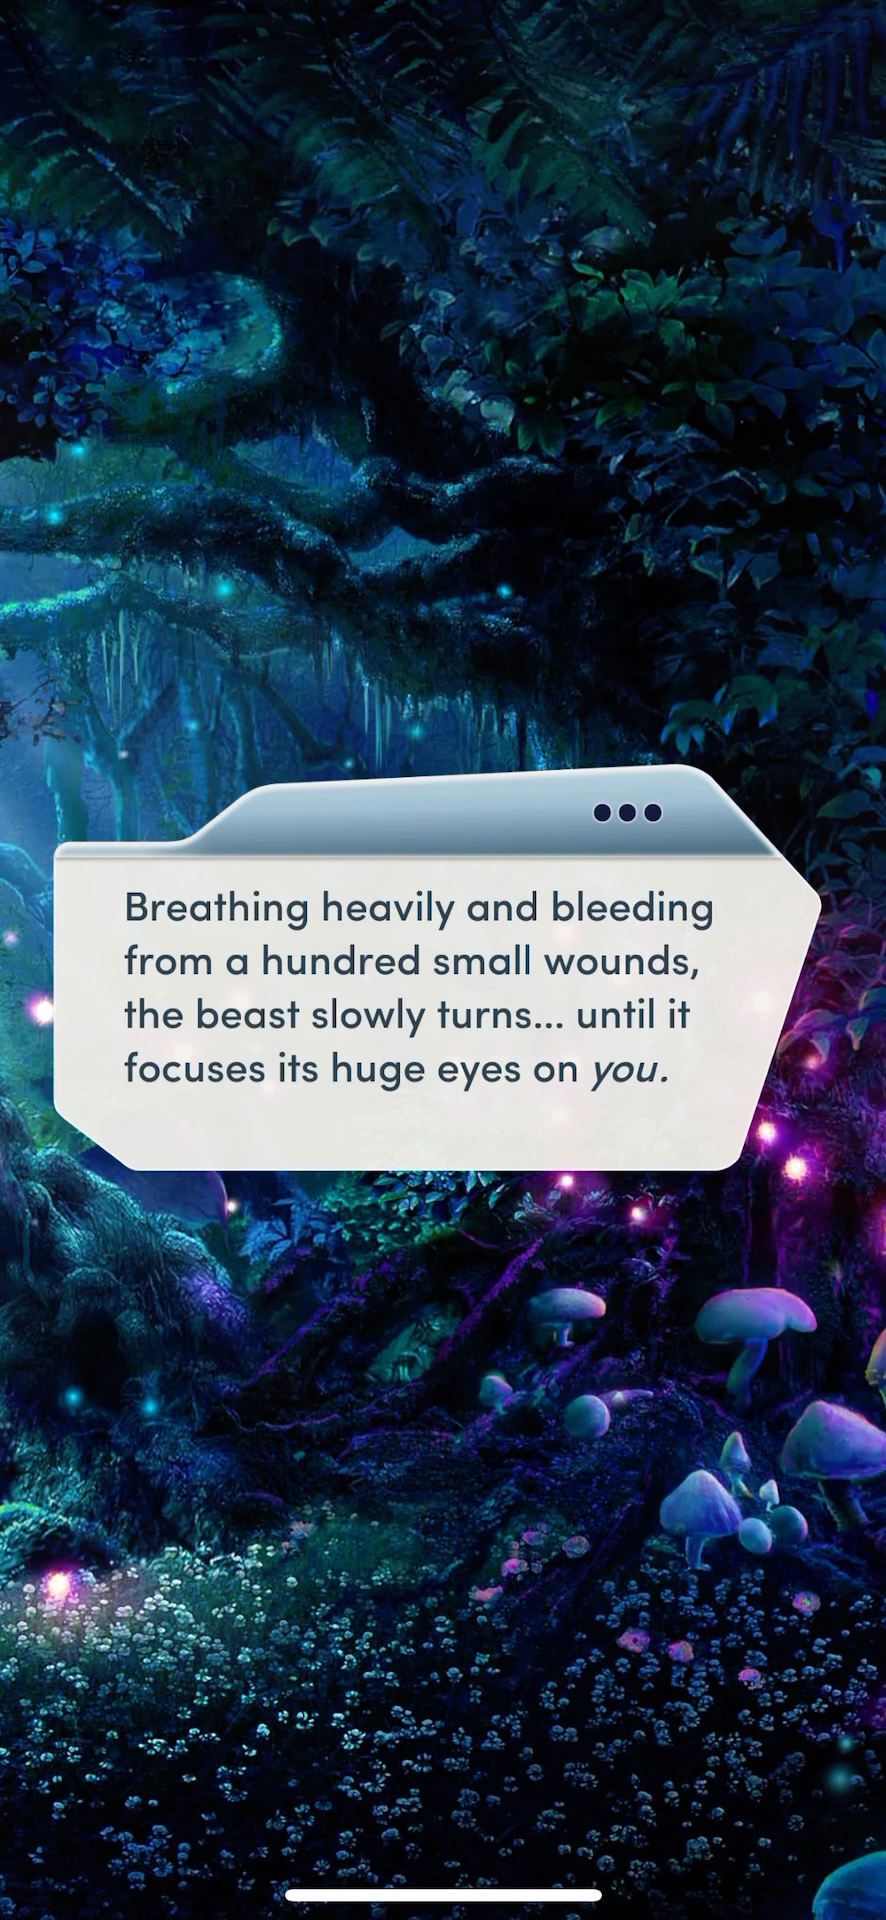 Breathing heavily and bleeding
from a hundred small wounds,
the beast slowly turns... until it
focuses its huge eyes on you.